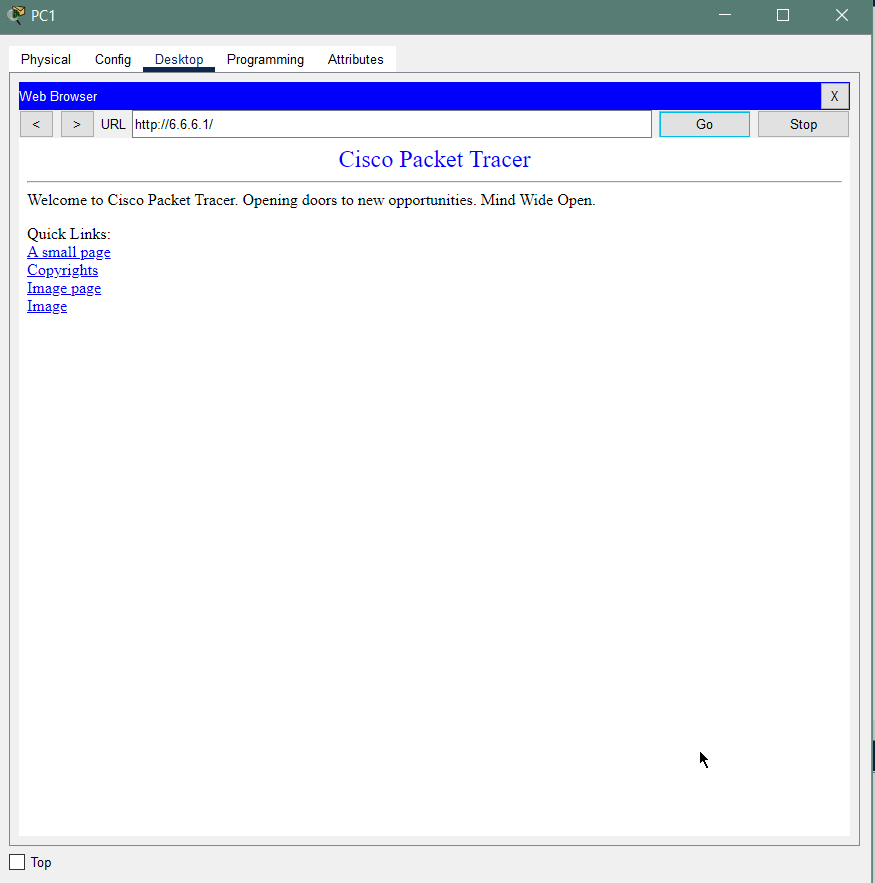 PC1
Physical Config Desktop Programming Attributes
Web Browser X
< > URL http://6.6.6.1/ Go Stop
Cisco Packet Tracer
Welcome to Cisco Packet Tracer. Opening doors to new opportunities. Mind Wide Open.
Quick Links:
A small page
Copyrights
Image page
Image
Top